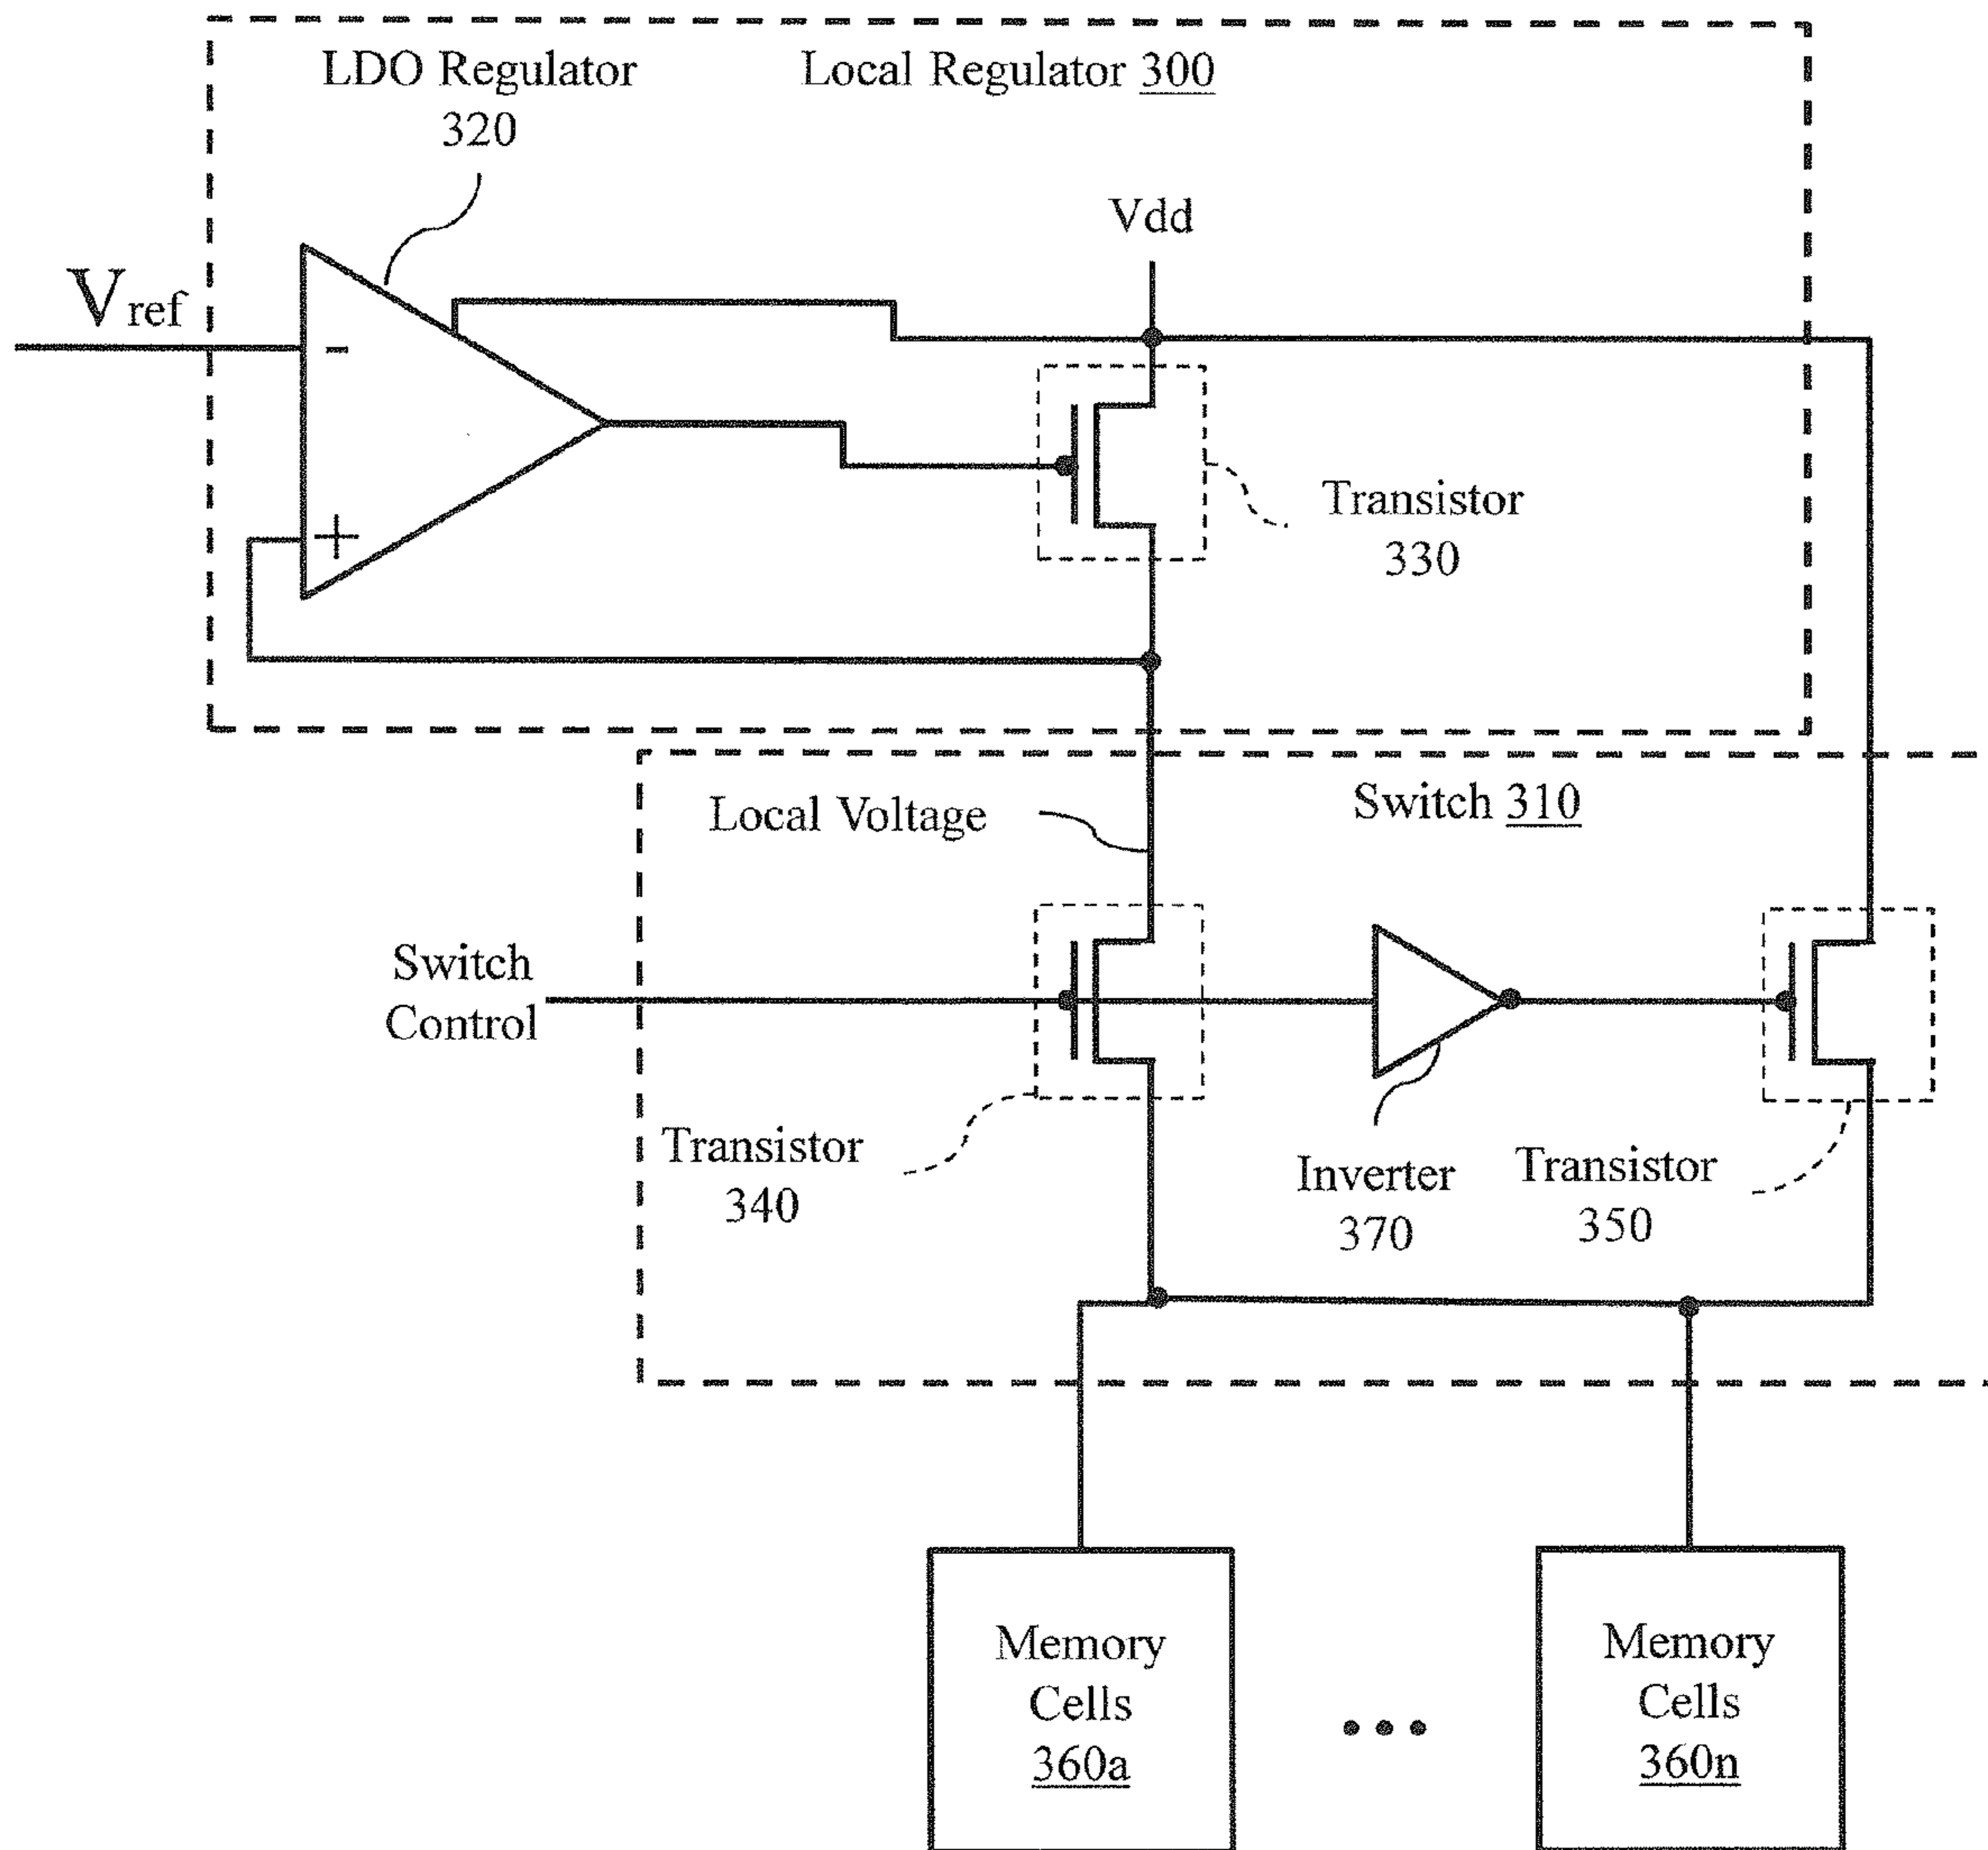 LDO Regulator
320
Local Regulator 300
Vdd
Vref
-
+
Transistor
330
Switch 310
Local Voltage
Switch
Control
Transistor
340
Inverter
370
Transistor
350
Memory
Cells
360a
...
Memory
Cells
360n